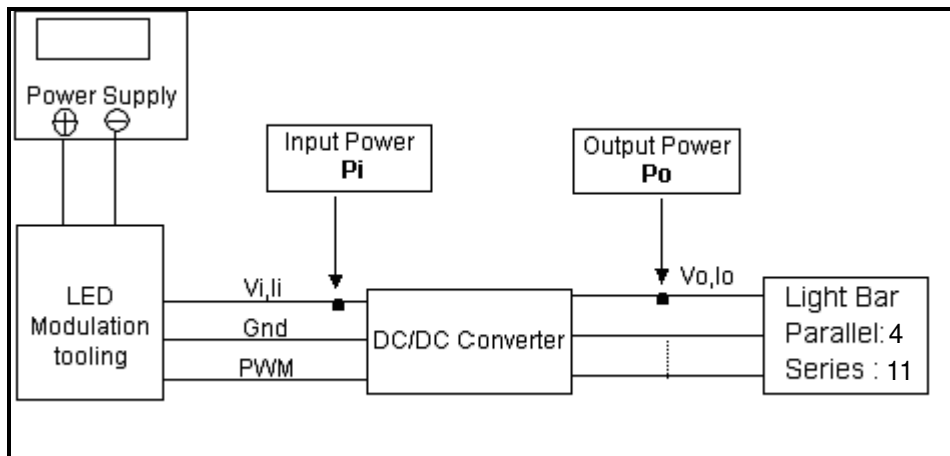 Power Supply
Input Power
Pi
Output Power
Po
LED
Modulation
tooling
Vi,Ii
Gnd
PWM
DC/DC Converter
Vo,Io
Light Bar
Parallel: 4
Series : 11